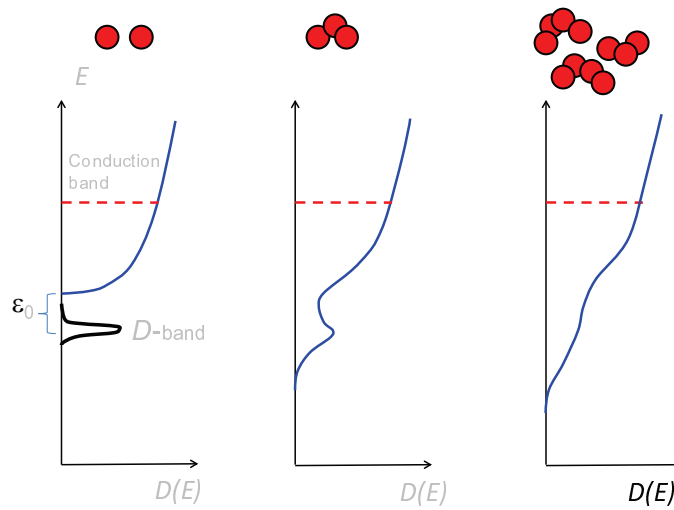 E
Conduction
band
ε0
D-band
D(E)
D(E)
D(E)